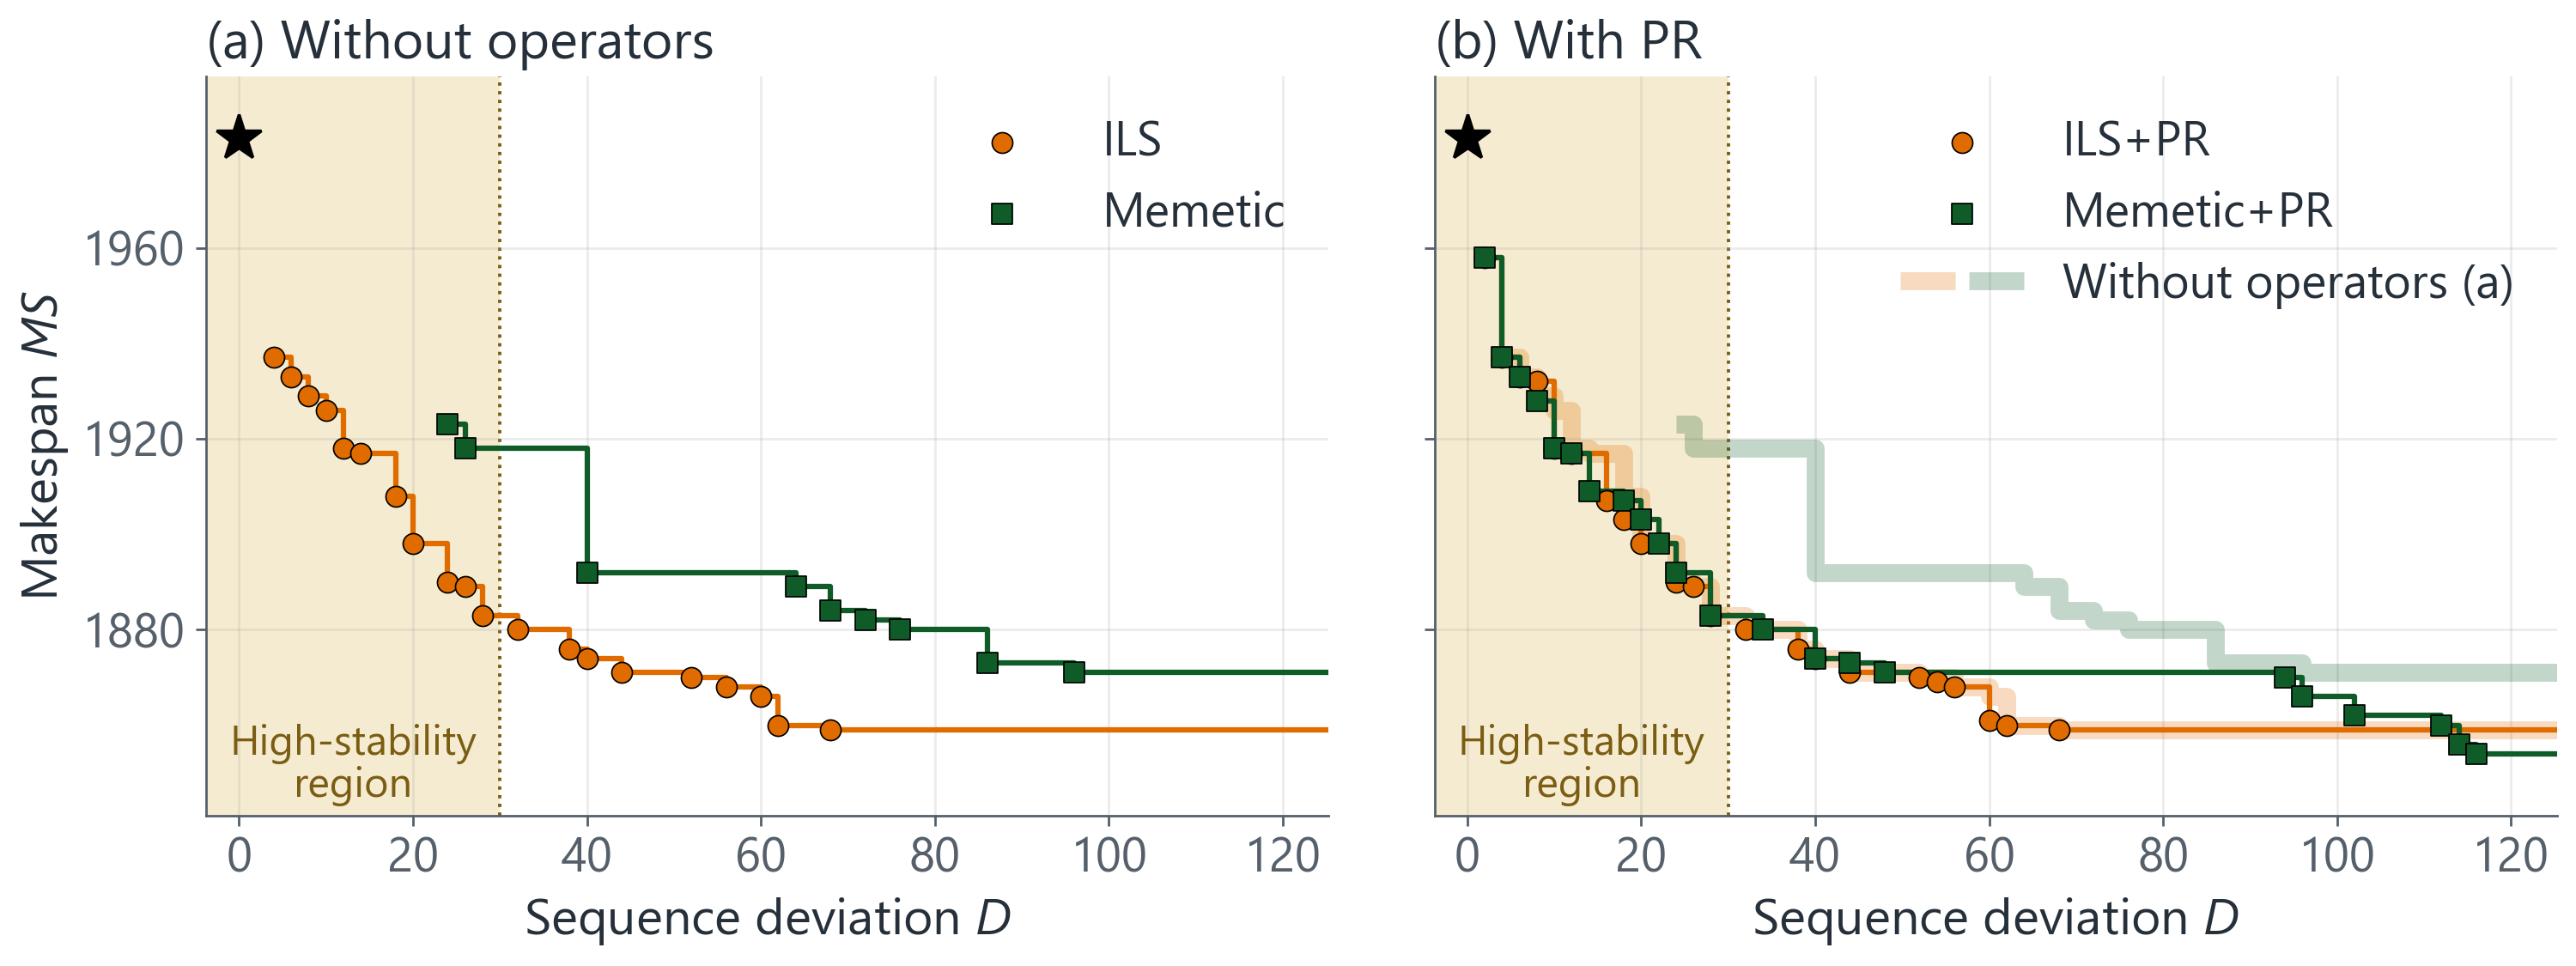 (a) Without operators
ILS
Memetic
1960
1920
1880
Makespan MS
High-stability
region
0 20 40 60 80 100 120
Sequence deviation D
(b) With PR
ILS+PR
Memetic+PR
Without operators (a)
High-stability
region
0 20 40 60 80 100 120
Sequence deviation D